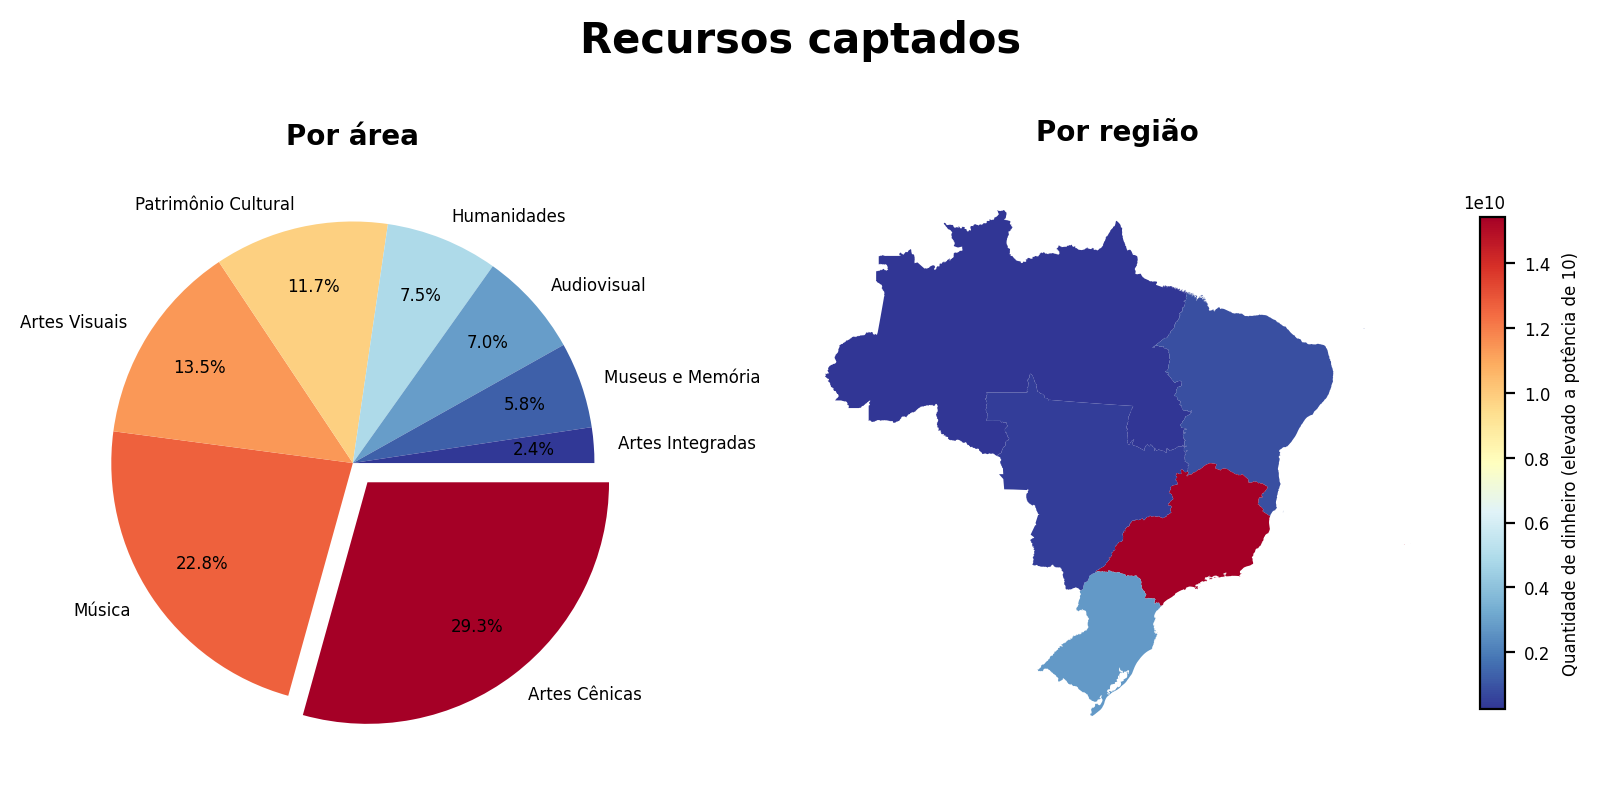 Recursos captados
Por área
Patrimônio Cultural
Humanidades
Audiovisual
Artes Visuais
Museus e Memória
Artes Integradas
Música
Artes Cênicas
11.7%
7.5%
7.0%
13.5%
5.8%
2.4%
22.8%
29.3%
Por região
1e10
1.4
1.2
1.0
0.8
0.6
0.4
0.2
Quantidade de dinheiro (elevado a potência de 10)